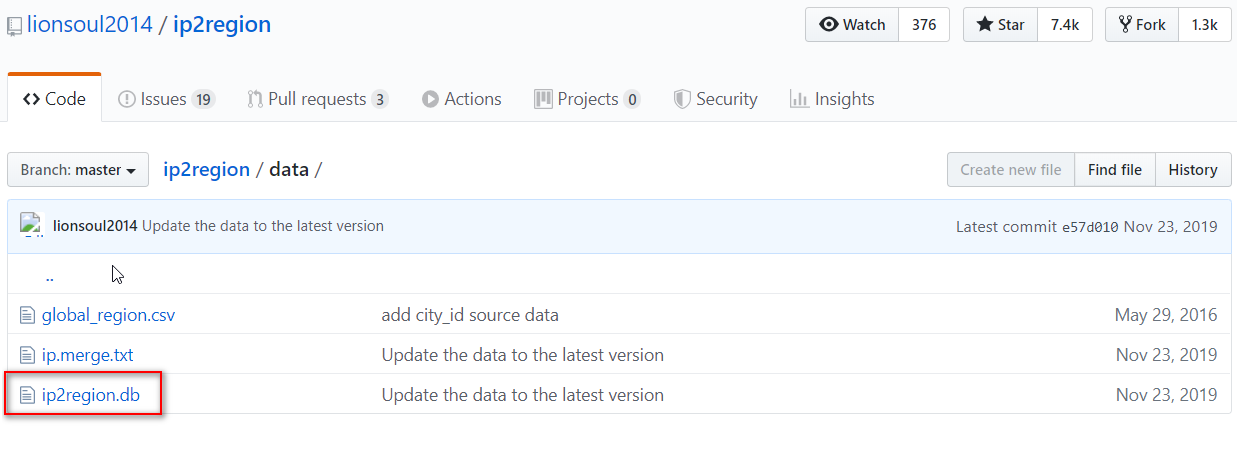 lionsoul2014 / ip2region Watch 376 Star 7.4k Fork 1.3k
Code Issues 19 Pull requests 3 Actions Projects 0 Security Insights
Branch: master ip2region / data / Create new file Find file History
lionsoul2014 Update the data to the latest version Latest commit e57d010 Nov 23, 2019
..
global_region.csv add city_id source data May 29, 2016
ip.merge.txt Update the data to the latest version Nov 23, 2019
ip2region.db Update the data to the latest version Nov 23, 2019